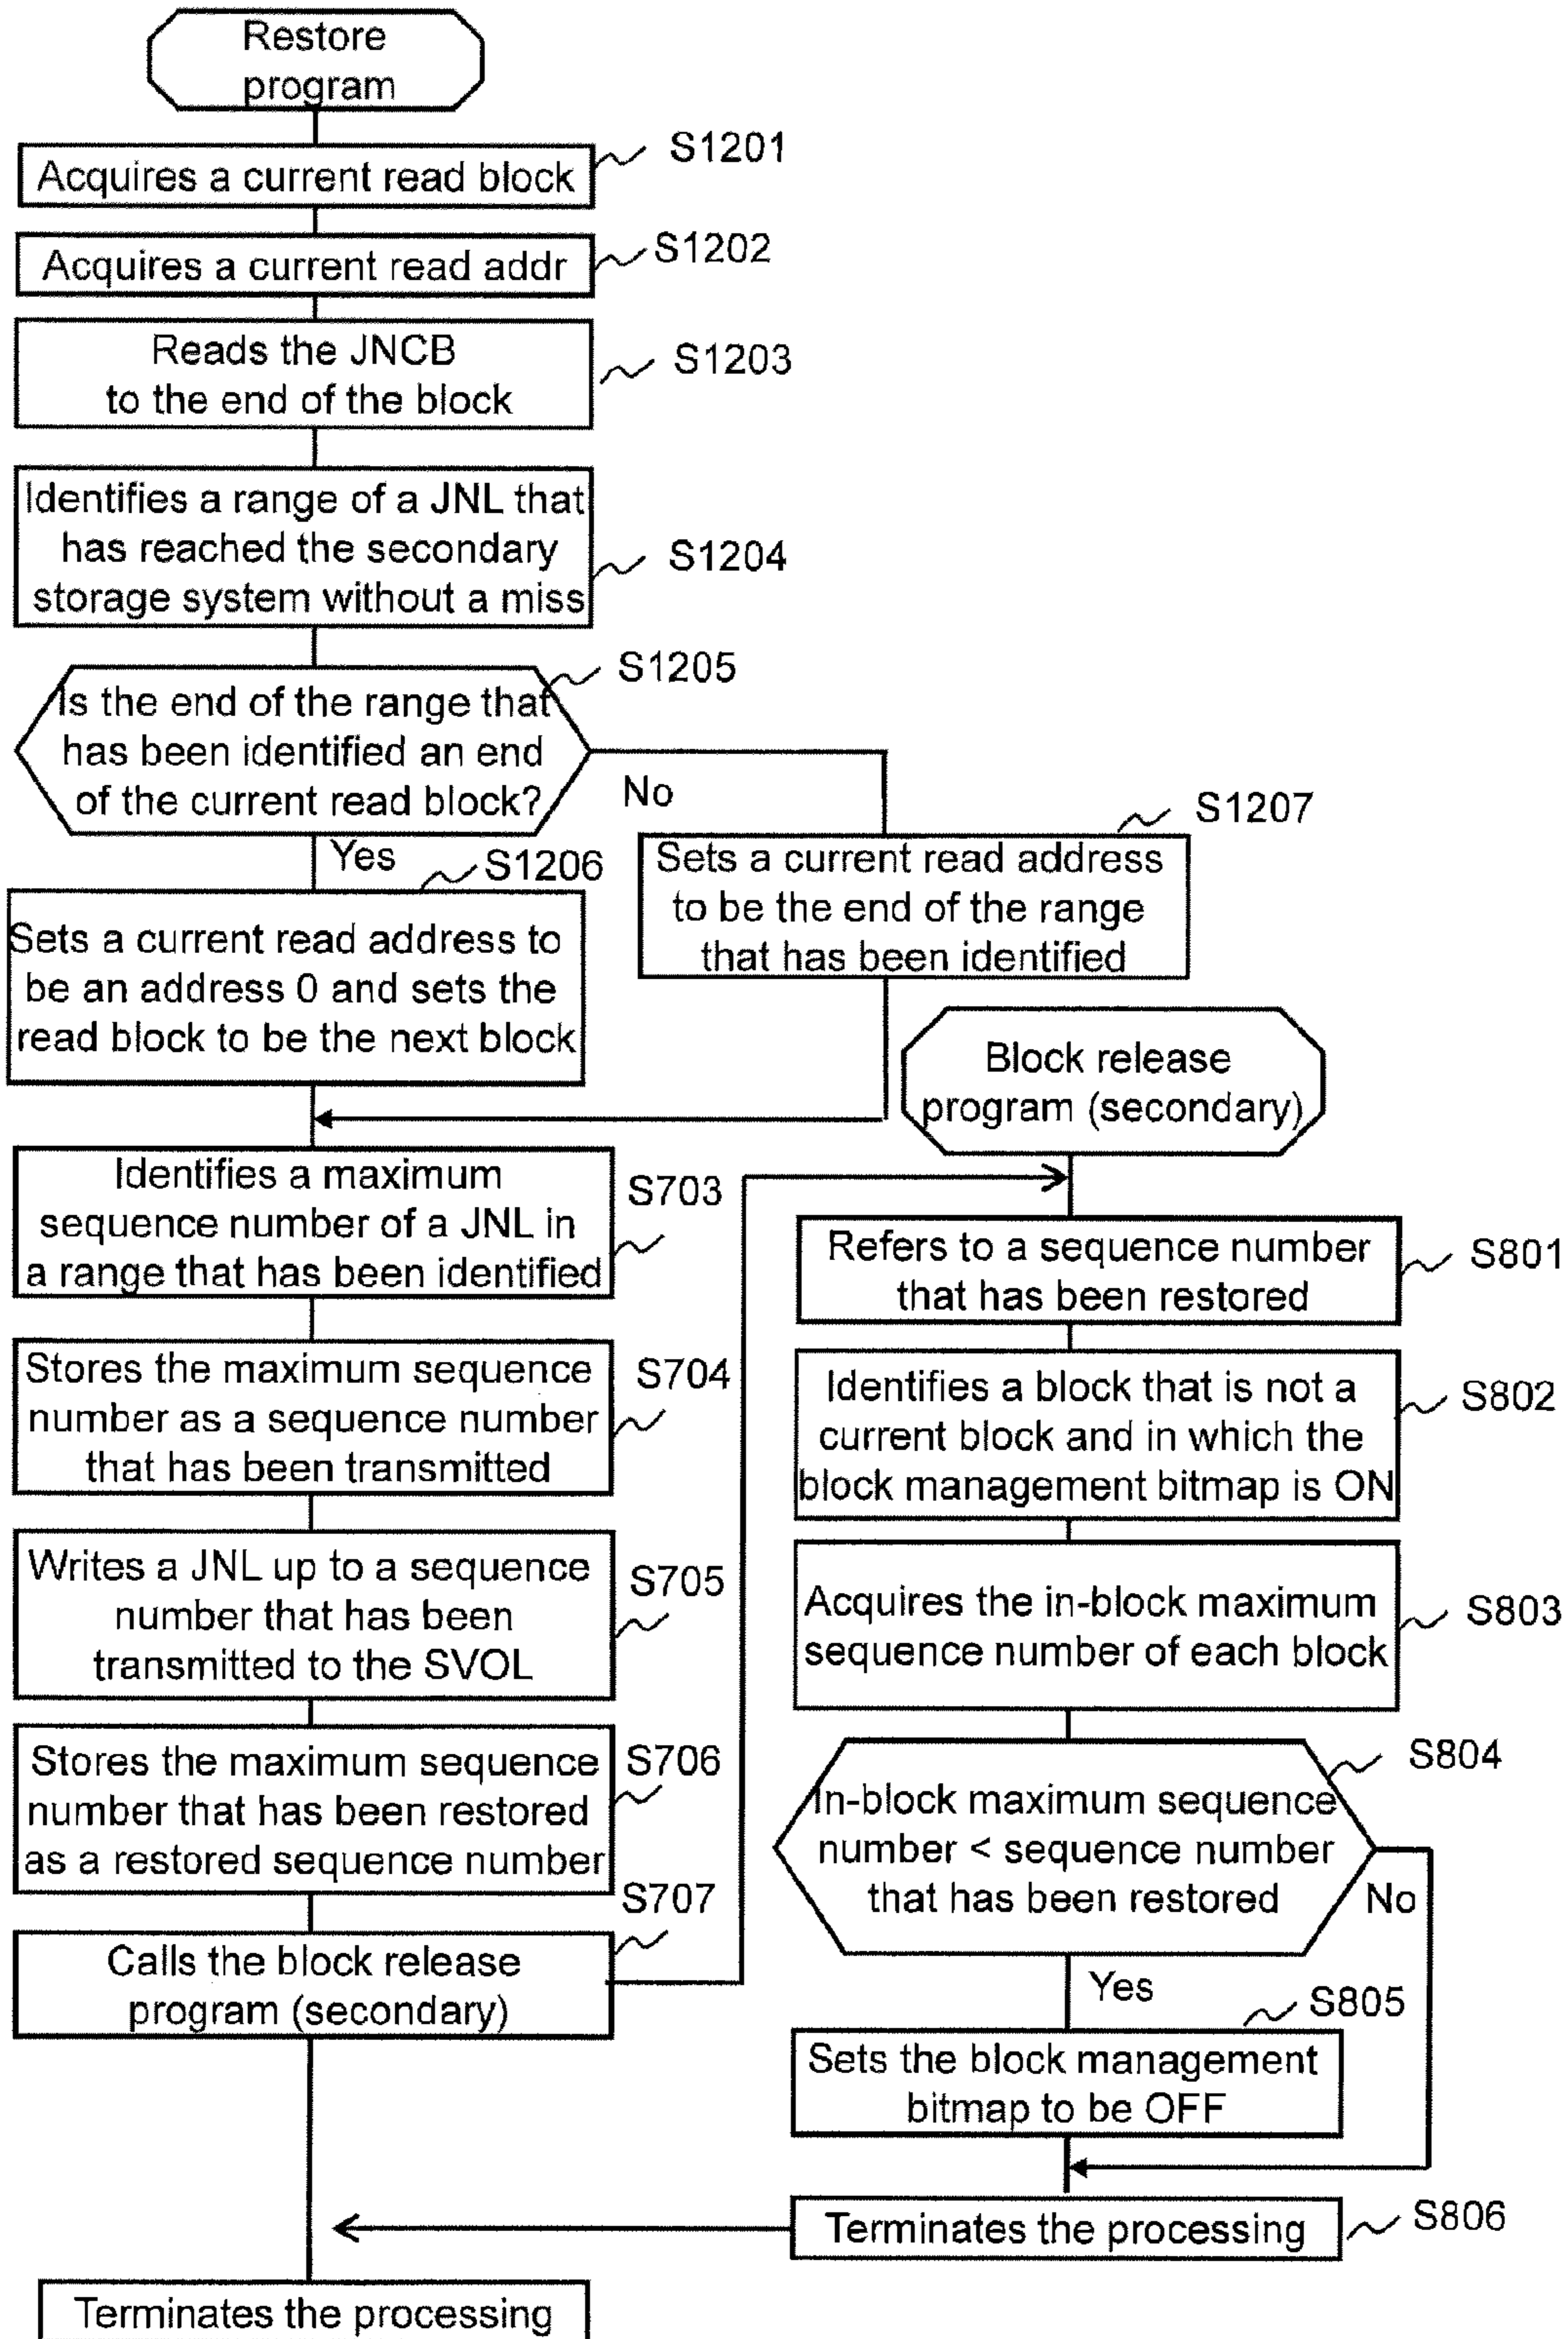 Restore
program
S1201
Acquires a current read block
S1202
Acquires a current read addr
Reads the JNCB
to the end of the block
S1203
Identifies a range of a JNL that
has reached the secondary
storage system without a miss
S1204
S1205
Is the end of the range that
has been identified an end
of the current read block?
No
Yes
S1206
Sets a current read address to
be an address 0 and sets the
read block to be the next block
S1207
Sets a current read address
to be the end of the range
that has been identified
Identifies a maximum
sequence number of a JNL in
a range that has been identified
S703
Stores the maximum sequence
number as a sequence number
that has been transmitted
S704
Writes a JNL up to a sequence
number that has been
transmitted to the SVOL
S705
Stores the maximum sequence
number that has been restored
as a restored sequence number
S706
S707
Calls the block release
program (secondary)
Block release
program (secondary)
Refers to a sequence number
that has been restored
S801
Identifies a block that is not a
current block and in which the
block management bitmap is ON
S802
Acquires the in-block maximum
sequence number of each block
S803
S804
In-block maximum sequence
number < sequence number
that has been restored
No
Yes
S805
Sets the block management
bitmap to be OFF
Terminates the processing
S806
Terminates the processing